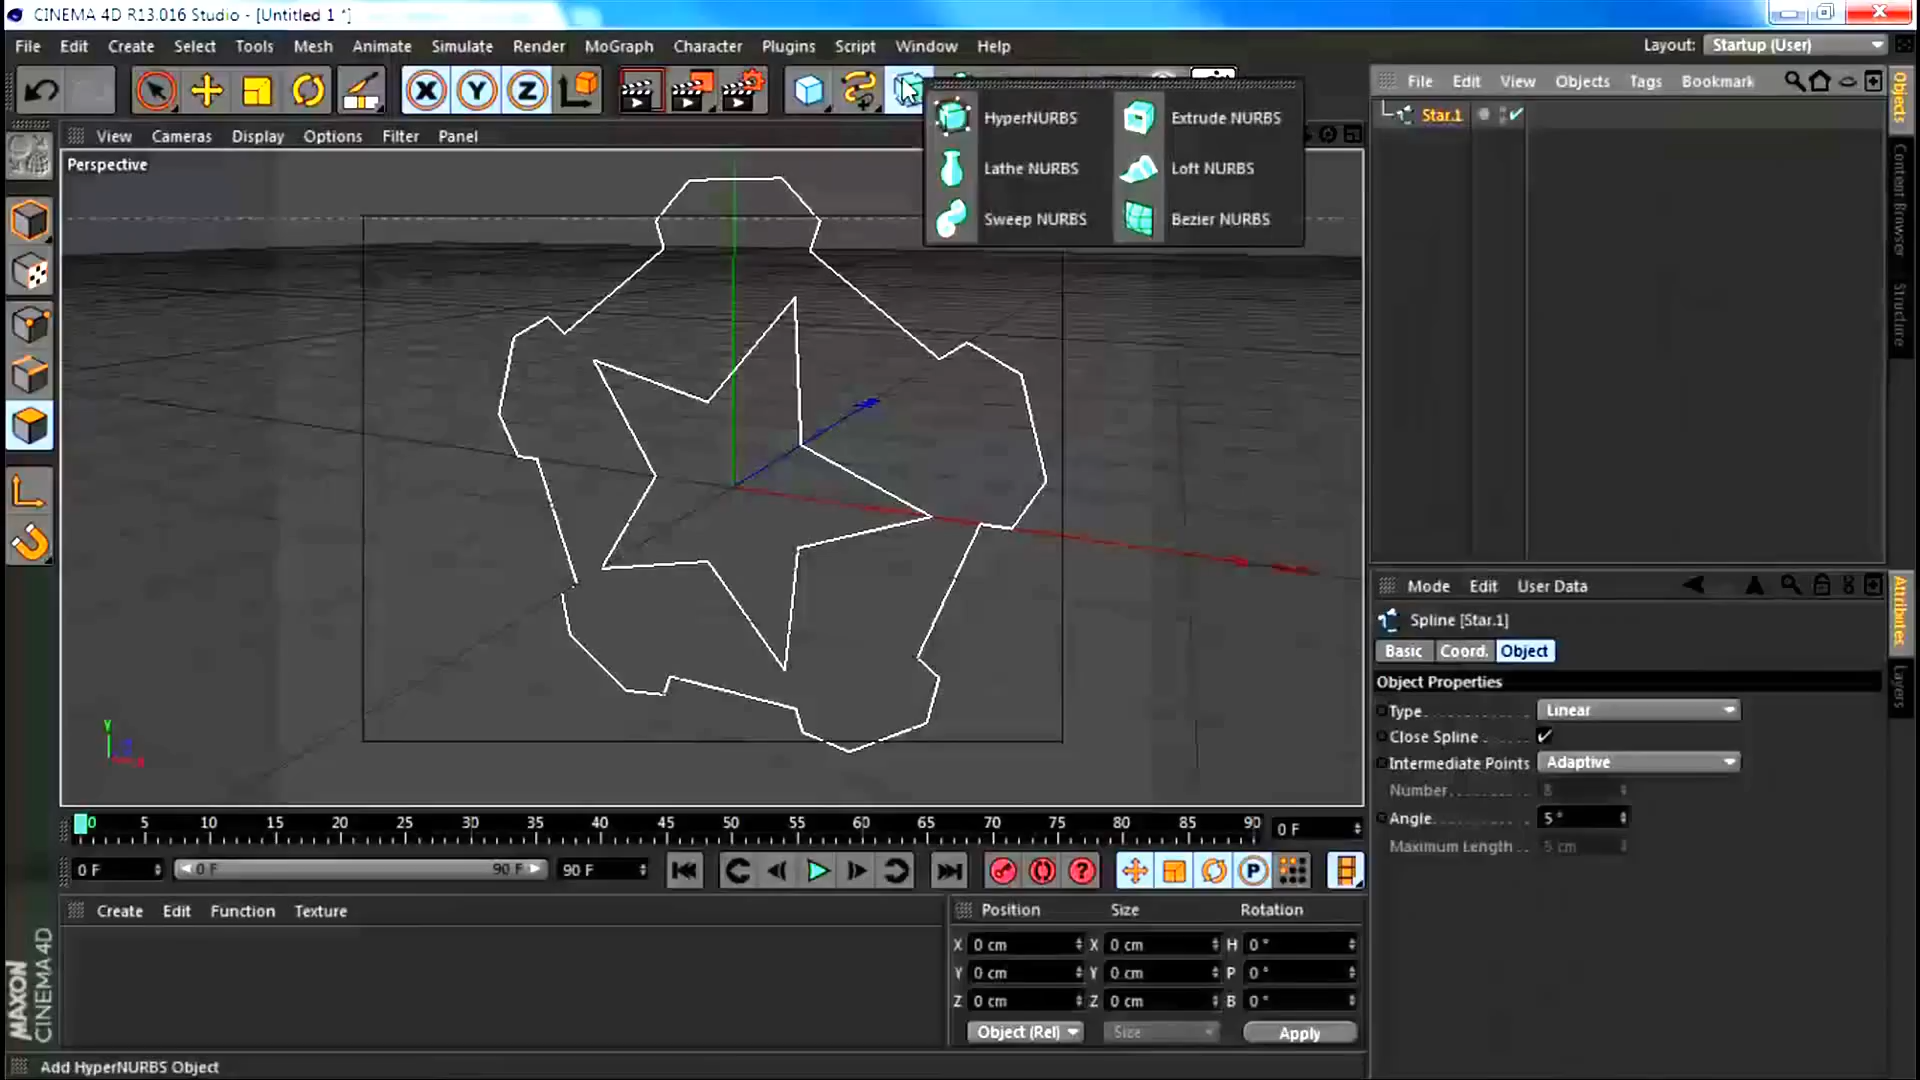 CINEMA 4D R13.016 Studio - [Untitled 1 *]
File Edit Create Select Tools Mesh Animate Simulate Render MoGraph Character Plugins Script Window Help
Layout: Startup (User)
X Y Z
File Edit View Objects Tags Bookmark
HyperNURBS Extrude NURBS
Lathe NURBS Loft NURBS
Sweep NURBS Bezier NURBS
Star.1
View Cameras Display Options Filter Panel
Perspective
Objects
Content Browser
Structure
Mode Edit User Data
Spline [Star.1]
Basic Coord. Object
Object Properties
Type Linear
Close Spline
Intermediate Points Adaptive
Number 8
Angle 5 °
Maximum Length 5 cm
Attributes
Layers
Y
0 5 10 15 20 25 30 35 40 45 50 55 60 65 70 75 80 85 90 0 F
0 F 0 F 90 F 90 F
P
Create Edit Function Texture
Position Size Rotation
X 0 cm X 0 cm H 0 °
Y 0 cm Y 0 cm P 0 °
Z 0 cm Z 0 cm B 0 °
Object (Rel) Size Apply
MAXON
CINEMA 4D
Add HyperNURBS Object